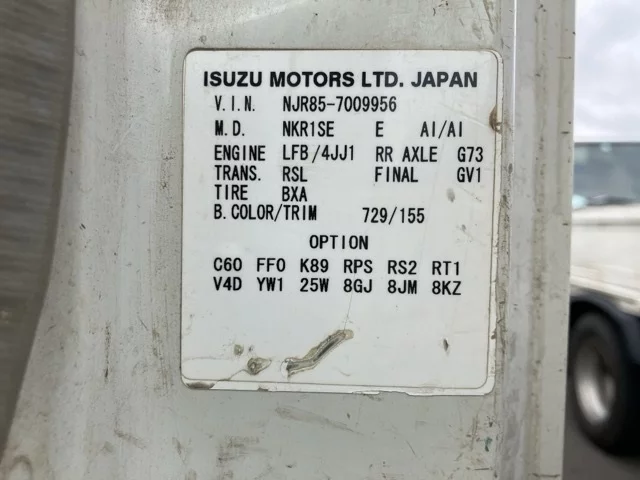 ISUZU MOTORS LTD. JAPAN
V.I.N. NJR85-7009956
M.D. NKR1SE E AI/AI
ENGINE LFB/4JJ1 RR AXLE G73
TRANS. RSL FINAL GV1
TIRE BXA
B.COLOR/TRIM 729/155
OPTION
C60 FF0 K89 RPS RS2 RT1
V4D YW1 25W 8GJ 8JM 8KZ